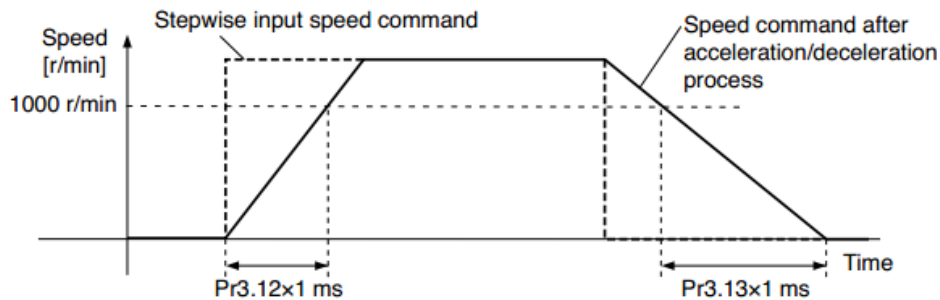 Stepwise input speed command
Speed
[r/min]
Speed command after
acceleration/deceleration
process
1000 r/min
Time
Pr3.12×1 ms
Pr3.13×1 ms